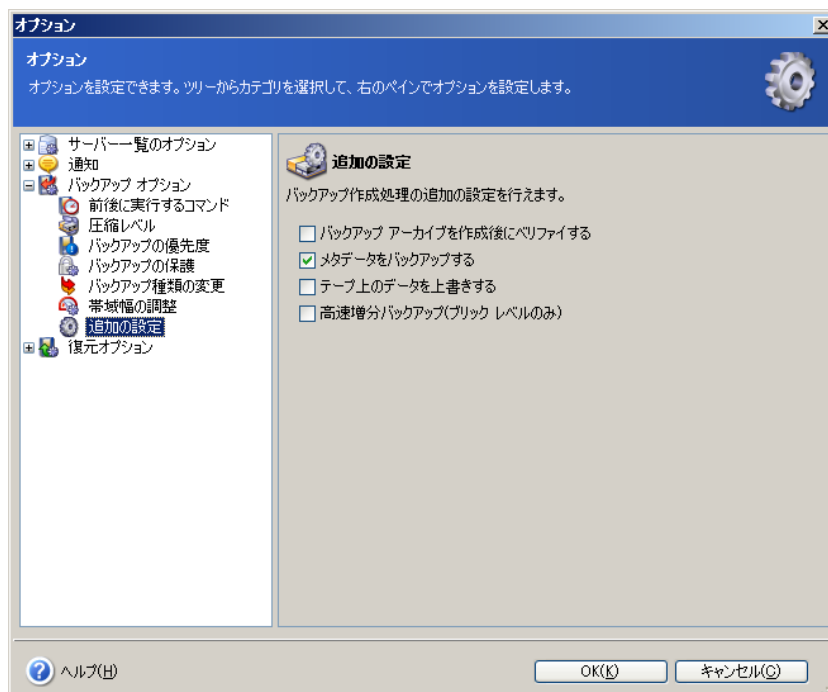 オプション
オプション
オプションを設定できます。ツリーからカテゴリを選択して、右のペインでオプションを設定します。
サーバー一覧のオプション
通知
バックアップ オプション
前後に実行するコマンド
圧縮レベル
バックアップの優先度
バックアップの保護
バックアップ種類の変更
帯域幅の調整
追加の設定
復元オプション
追加の設定
バックアップ作成処理の追加の設定を行えます。
バックアップ アーカイブを作成後にベリファイする
メタデータをバックアップする
テープ上のデータを上書きする
高速増分バックアップ(ブリック レベルのみ)
ヘルプ(H)
OK(K)
キャンセル(C)